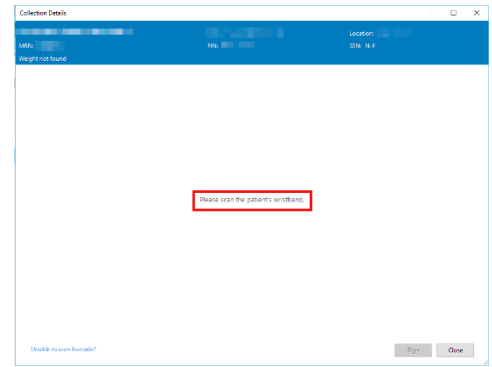 Collection Details
Location:
MRN: FIN: SSN: N-F
Weight not found
Please scan the patient's wristband.
Unable to scan barcode? Sign Close